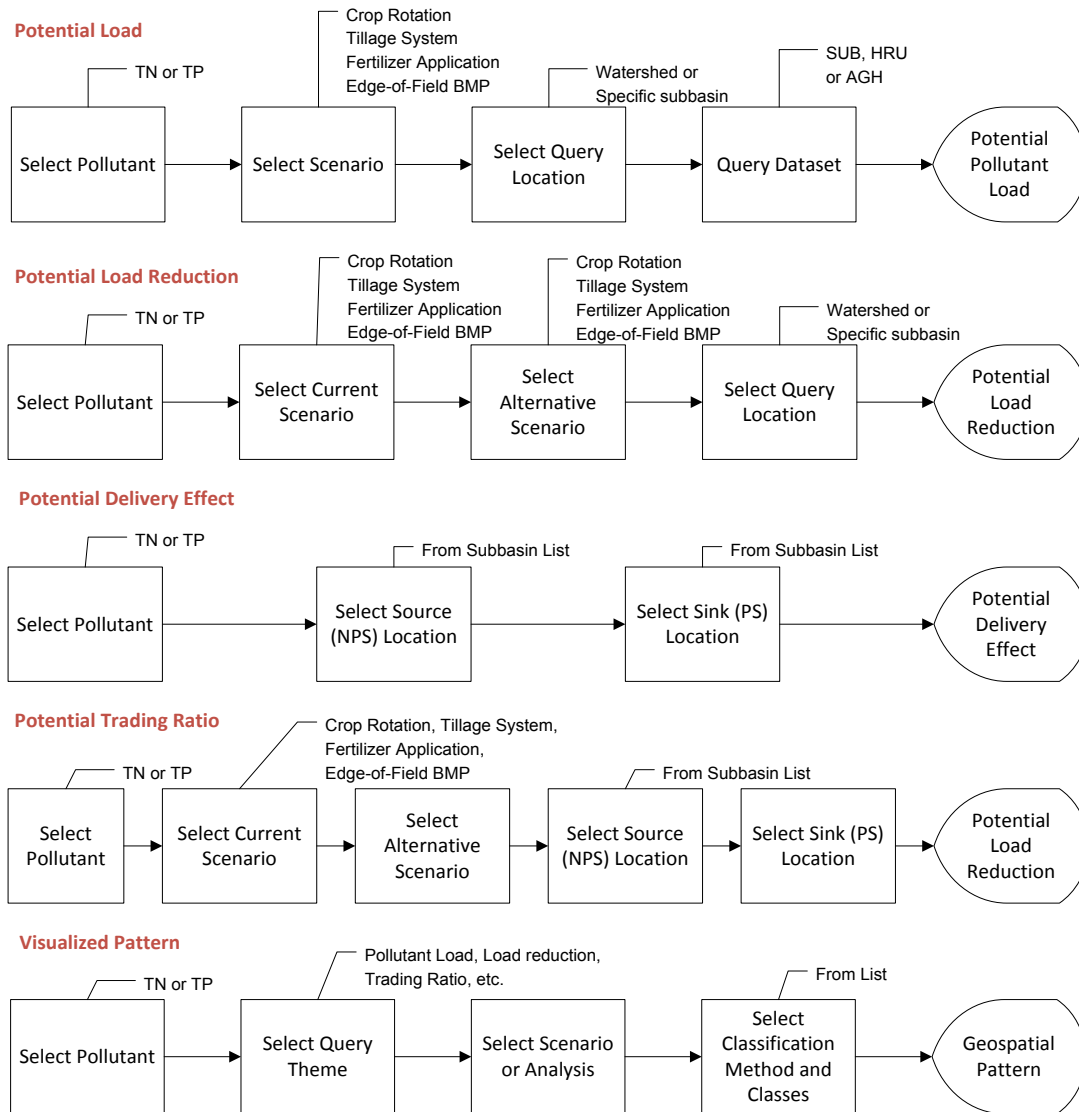 Potential Load
TN or TP
Crop Rotation
Tillage System
Fertilizer Application
Edge-of-Field BMP
Watershed or
Specific subbasin
SUB, HRU
or AGH
Select Pollutant
Select Scenario
Select Query
Location
Query Dataset
Potential
Pollutant
Load
Potential Load Reduction
TN or TP
Crop Rotation
Tillage System
Fertilizer Application
Edge-of-Field BMP
Crop Rotation
Tillage System
Fertilizer Application
Edge-of-Field BMP
Watershed or
Specific subbasin
Select Pollutant
Select Current
Scenario
Select
Alternative
Scenario
Select Query
Location
Potential
Load
Reduction
Potential Delivery Effect
TN or TP
From Subbasin List
From Subbasin List
Select Pollutant
Select Source
(NPS) Location
Select Sink (PS)
Location
Potential
Delivery
Effect
Potential Trading Ratio
TN or TP
Crop Rotation, Tillage System,
Fertilizer Application,
Edge-of-Field BMP
From Subbasin List
Select
Pollutant
Select Current
Scenario
Select
Alternative
Scenario
Select Source
(NPS) Location
Select Sink (PS)
Location
Potential
Load
Reduction
Visualized Pattern
TN or TP
Pollutant Load, Load reduction,
Trading Ratio, etc.
From List
Select Pollutant
Select Query
Theme
Select Scenario
or Analysis
Select
Classification
Method and
Classes
Geospatial
Pattern